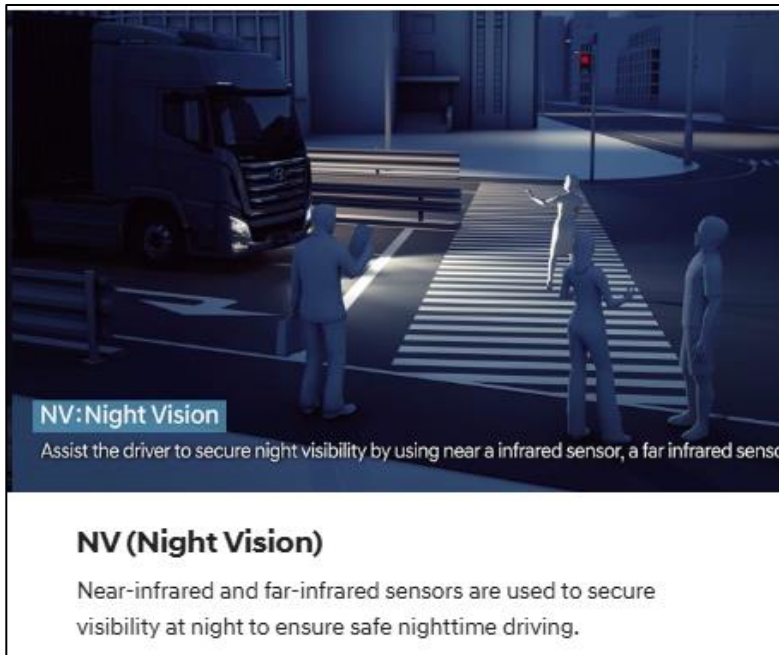 NV:Night Vision
Assist the driver to secure night visibility by using near a infrared sensor, a far infrared senso
NV (Night Vision)
Near-infrared and far-infrared sensors are used to secure
visibility at night to ensure safe nighttime driving.